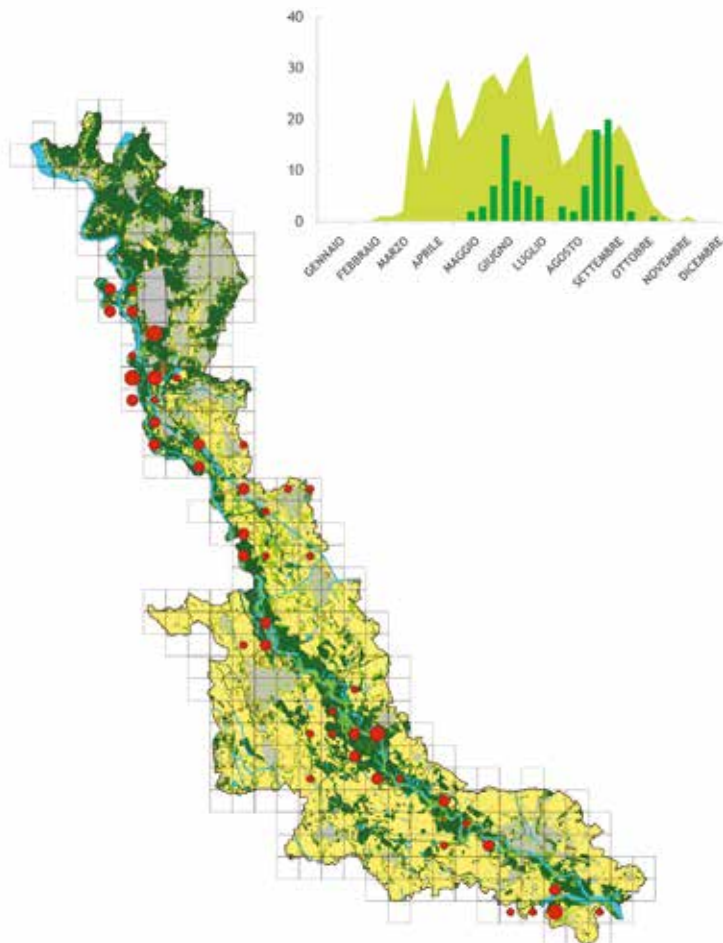 40
30
20
10
0
GENNAIO
FEBBRAIO
MARZO
APRILE
MAGGIO
GIUGNO
LUGLIO
AGOSTO
SETTEMBRE
OTTOBRE
NOVEMBRE
DICEMBRE